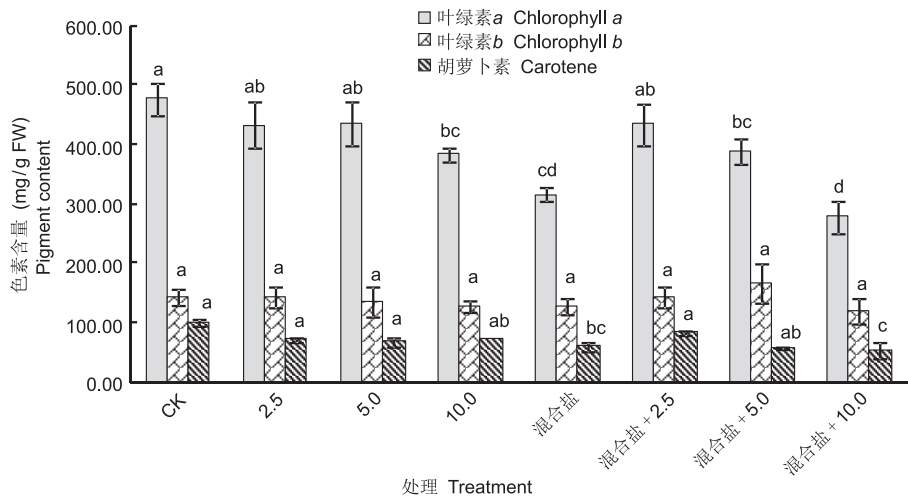 叶绿素a Chlorophyll a
叶绿素b Chlorophyll b
胡萝卜素 Carotene
色素含量 (mg/g FW)
Pigment content
600.00
500.00
400.00
300.00
200.00
100.00
0.00
a a a
ab a a
ab a a
bc a ab
cd a bc
ab a a
bc a ab
d a c
CK
2.5
5.0
10.0
混合盐
混合盐+2.5
混合盐+5.0
混合盐+10.0
处理 Treatment